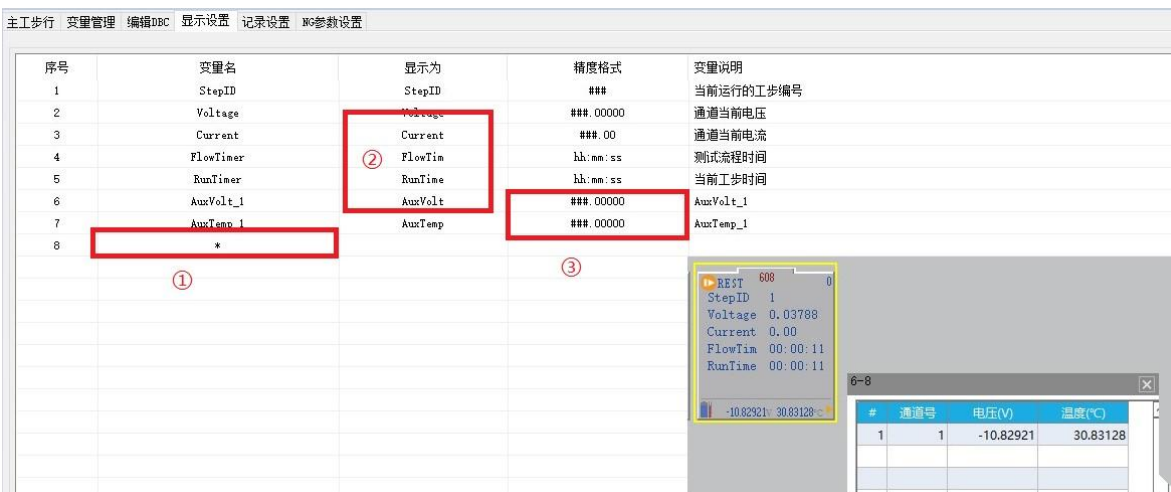 主工步行 变量管理 编辑DBC 显示设置 记录设置 NG参数设置
序号 变量名 显示为 精度格式 变量说明
1 StepID StepID ### 当前运行的工步编号
2 Voltage Voltage ###.00000 通道当前电压
3 Current Current ###.00 通道当前电流
4 FlowTimer FlowTim hh:mm:ss 测试流程时间
5 RunTimer RunTime hh:mm:ss 当前工步时间
6 AuxVolt_1 AuxVolt ###.00000 AuxVolt_1
7 AuxTemp_1 AuxTemp ###.00000 AuxTemp_1
8 *
①
②
③
REST 608 0
StepID 1
Voltage 0.03788
Current 0.00
FlowTim 00:00:11
RunTime 00:00:11
-10.82921V 30.83128℃
6-8
# 通道号 电压(V) 温度(℃)
1 1 -10.82921 30.83128